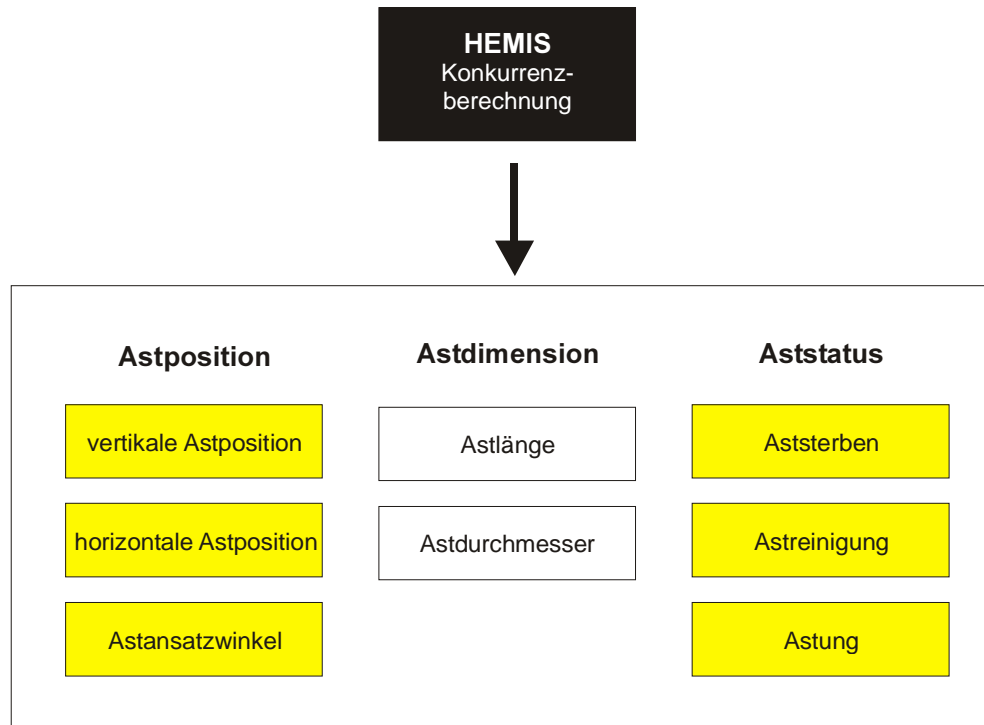 HEMIS
Konkurrenz-
berechnung
Astposition
Astdimension
Aststatus
vertikale Astposition
Astlänge
Aststerben
horizontale Astposition
Astdurchmesser
Astreinigung
Astansatzwinkel
Astung